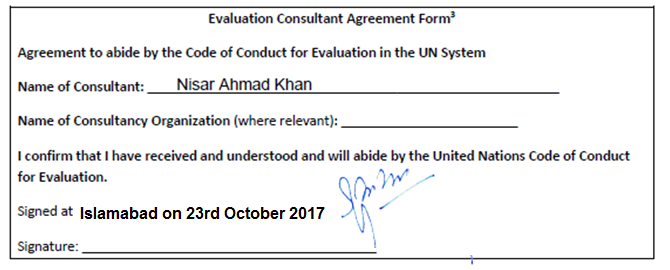 Evaluation Consultant Agreement Form³
Agreement to abide by the Code of Conduct for Evaluation in the UN System
Name of Consultant: Nisar Ahmad Khan
Name of Consultancy Organization (where relevant):
I confirm that I have received and understood and will abide by the United Nations Code of Conduct
for Evaluation.
Signed at Islamabad on 23rd October 2017
Signature: